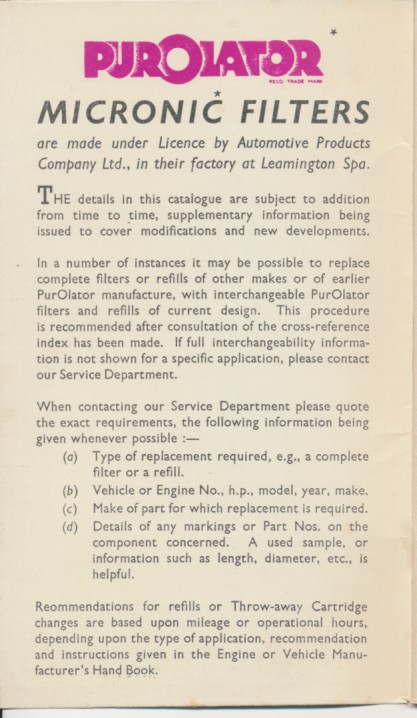 PUROLATOR *
REGD. TRADE MARK
MICRONIC* FILTERS
are made under Licence by Automotive Products
Company Ltd., in their factory at Leamington Spa.
THE details in this catalogue are subject to addition
from time to time, supplementary information being
issued to cover modifications and new developments.
In a number of instances it may be possible to replace
complete filters or refills of other makes or of earlier
PurOlator manufacture, with interchangeable PurOlator
filters and refills of current design. This procedure
is recommended after consultation of the cross-reference
index has been made. If full interchangeability informa-
tion is not shown for a specific application, please contact
our Service Department.
When contacting our Service Department please quote
the exact requirements, the following information being
given whenever possible :—
(a) Type of replacement required, e.g., a complete
filter or a refill.
(b) Vehicle or Engine No., h.p., model, year, make.
(c) Make of part for which replacement is required.
(d) Details of any markings or Part Nos. on the
component concerned. A used sample, or
information such as length, diameter, etc., is
helpful.
Reommendations for refills or Throw-away Cartridge
changes are based upon mileage or operational hours,
depending upon the type of application, recommendation
and instructions given in the Engine or Vehicle Manu-
facturer's Hand Book.